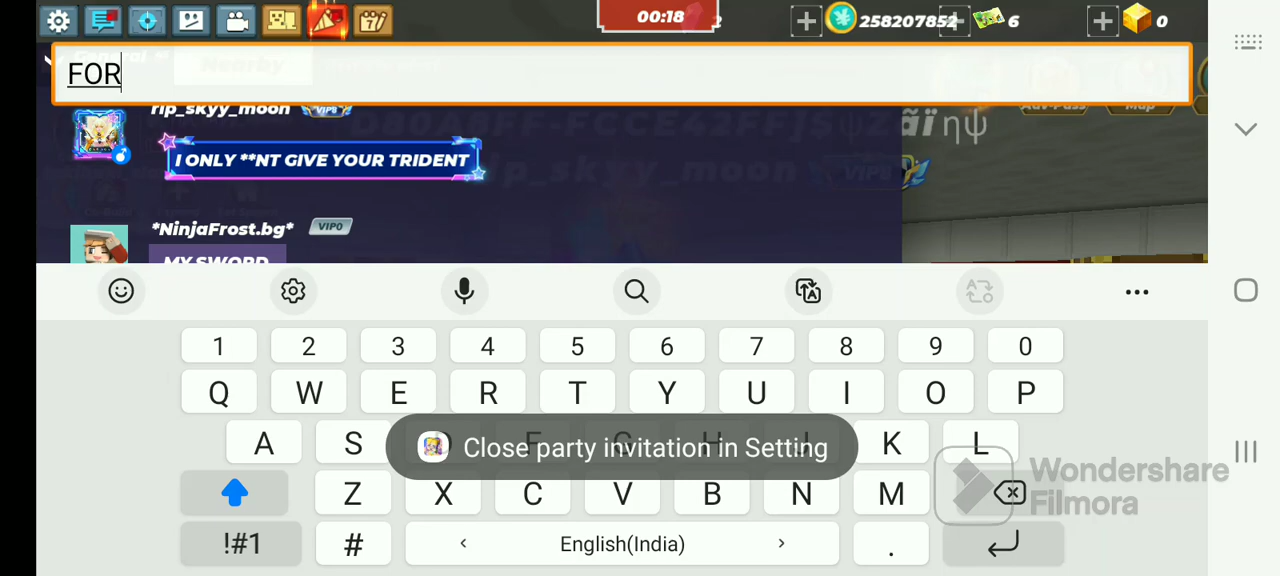 00:18
258207852
6
0
FOR
rip_skyy_moon VIP8
I ONLY **NT GIVE YOUR TRIDENT
*NinjaFrost.bg* VIP0
MY SWORD
1 2 3 4 5 6 7 8 9 0
Q W E R T Y U I O P
A S K L
Close party invitation in Setting
Z X C V B N M
Wondershare
Filmora
!#1 # English(India) .